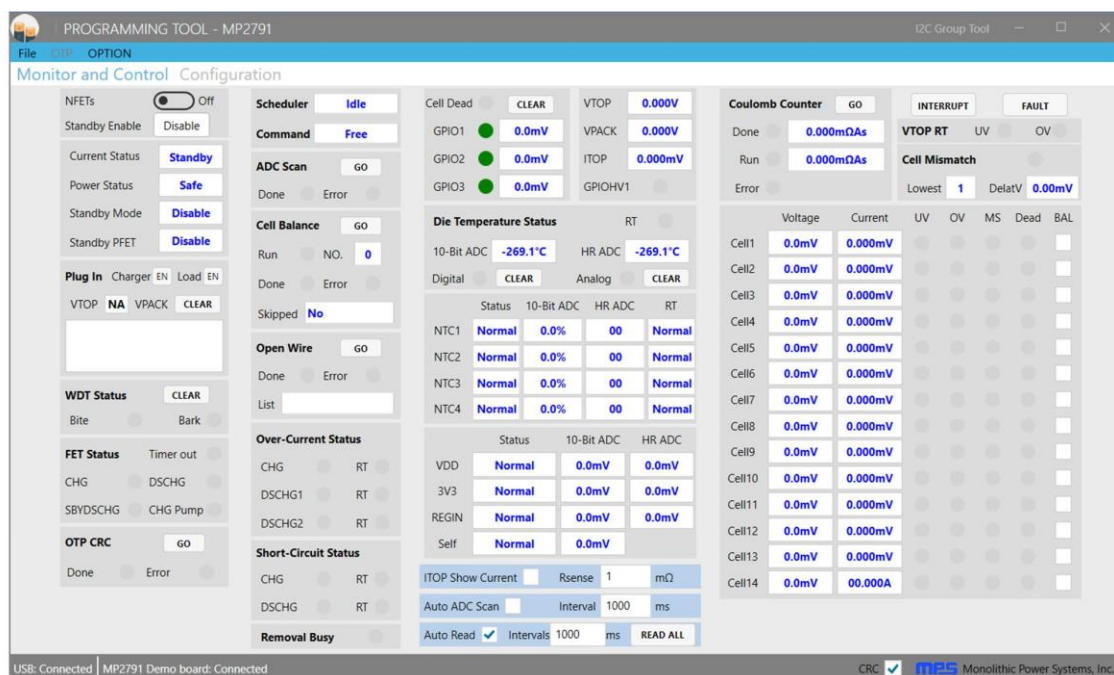 PROGRAMMING TOOL - MP2791 I2C Group Tool
File OTP OPTION
Monitor and Control Configuration
NFETs Off
Standby Enable Disable
Current Status Standby
Power Status Safe
Standby Mode Disable
Standby PFET Disable
Plug In Charger EN Load EN
VTOP NA VPACK CLEAR
WDT Status CLEAR
Bite Bark
FET Status Timer out
CHG DSCHG
SBYDSCHG CHG Pump
OTP CRC GO
Done Error
Scheduler Idle
Command Free
ADC Scan GO
Done Error
Cell Balance GO
Run NO. 0
Done Error
Skipped No
Open Wire GO
Done Error
List
Over-Current Status
CHG RT
DSCHG1 RT
DSCHG2 RT
Short-Circuit Status
CHG RT
DSCHG RT
Removal Busy
Cell Dead CLEAR
GPIO1 0.0mV
GPIO2 0.0mV
GPIO3 0.0mV
VTOP 0.000V
VPACK 0.000V
ITOP 0.000mV
GPIOHV1
Die Temperature Status RT
10-Bit ADC -269.1°C HR ADC -269.1°C
Digital CLEAR Analog CLEAR
Status 10-Bit ADC HR ADC RT
NTC1 Normal 0.0% 00 Normal
NTC2 Normal 0.0% 00 Normal
NTC3 Normal 0.0% 00 Normal
NTC4 Normal 0.0% 00 Normal
Status 10-Bit ADC HR ADC
VDD Normal 0.0mV 0.0mV
3V3 Normal 0.0mV 0.0mV
REGIN Normal 0.0mV 0.0mV
Self Normal 0.0mV
ITOP Show Current Rsense 1 mΩ
Auto ADC Scan Interval 1000 ms
Auto Read Intervals 1000 ms READ ALL
Coulomb Counter GO
Done 0.000mΩAs
Run 0.000mΩAs
Error
INTERRUPT FAULT
VTOP RT UV OV
Cell Mismatch
Lowest 1 DelatV 0.00mV
Voltage Current UV OV MS Dead BAL
Cell1 0.0mV 0.000mV
Cell2 0.0mV 0.000mV
Cell3 0.0mV 0.000mV
Cell4 0.0mV 0.000mV
Cell5 0.0mV 0.000mV
Cell6 0.0mV 0.000mV
Cell7 0.0mV 0.000mV
Cell8 0.0mV 0.000mV
Cell9 0.0mV 0.000mV
Cell10 0.0mV 0.000mV
Cell11 0.0mV 0.000mV
Cell12 0.0mV 0.000mV
Cell13 0.0mV 0.000mV
Cell14 0.0mV 00.000A
USB: Connected MP2791 Demo board: Connected CRC mps Monolithic Power Systems, Inc.